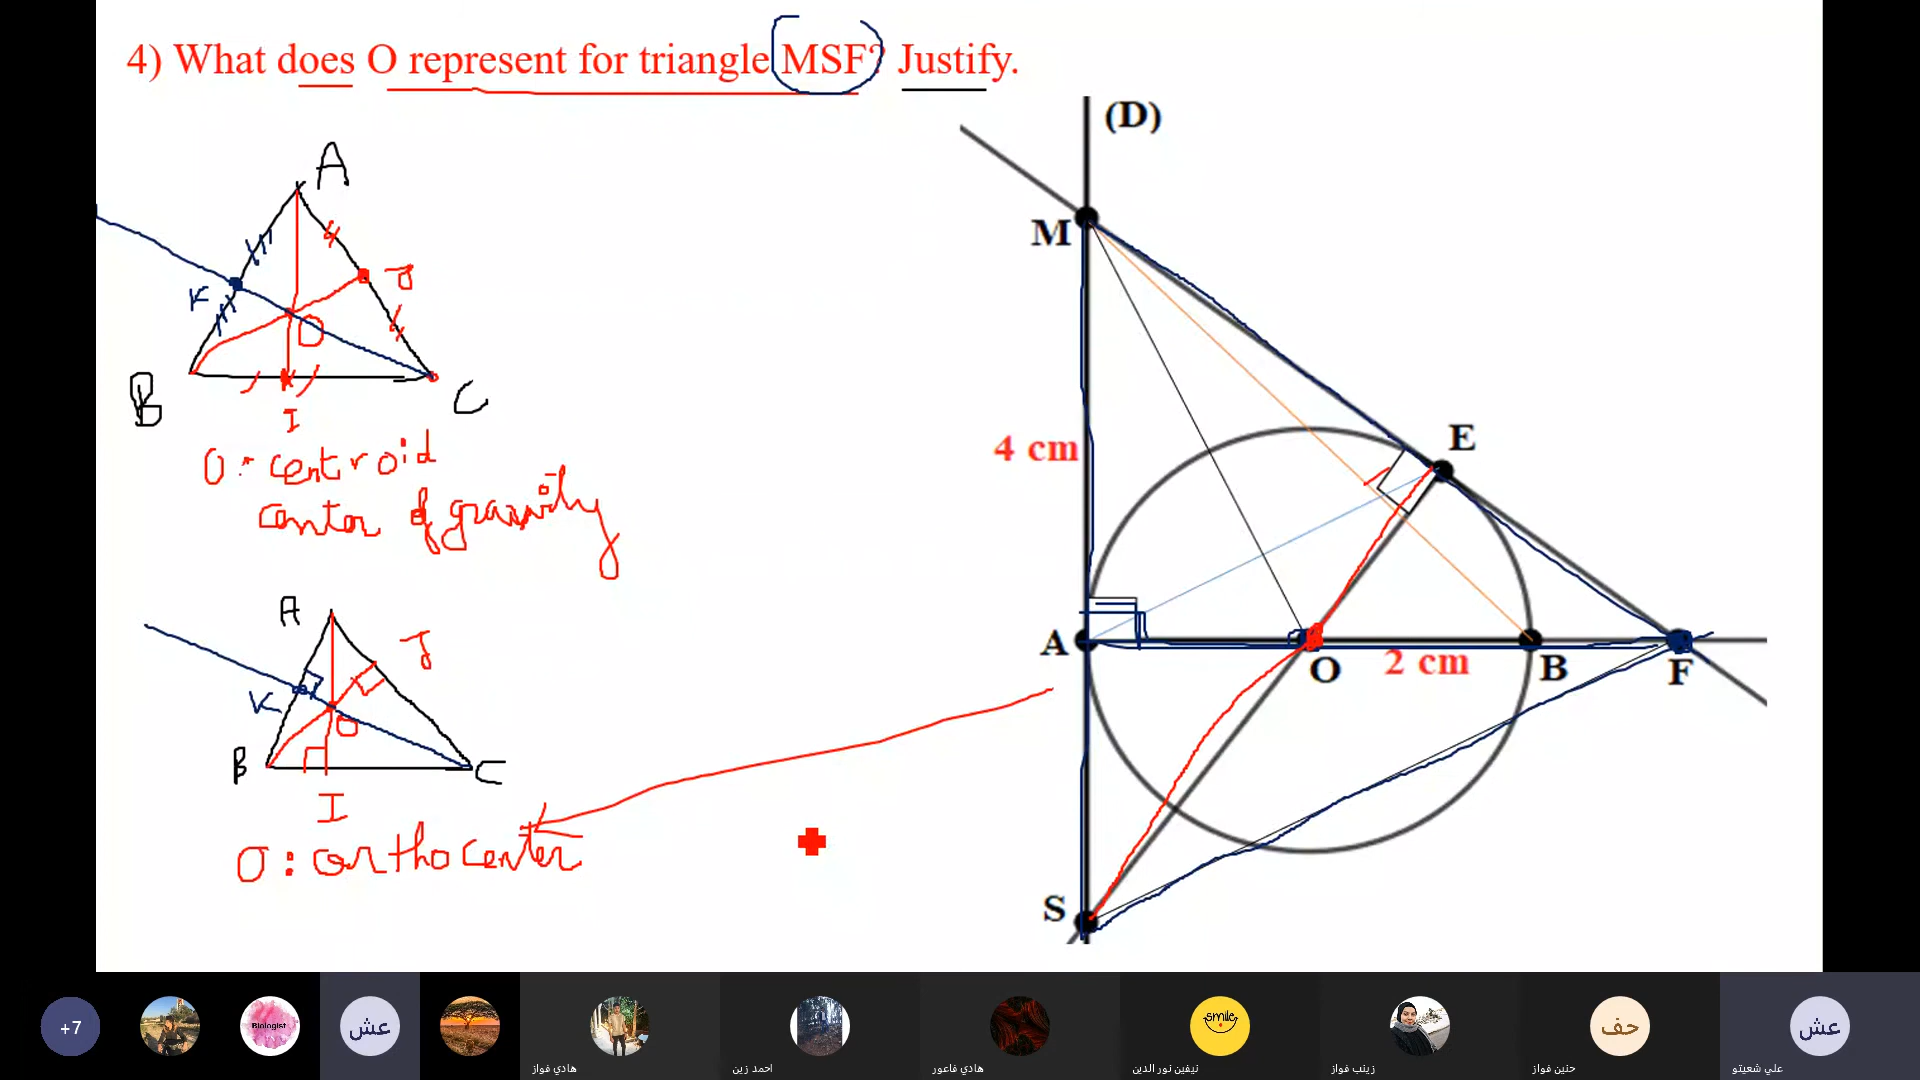 4) What does O represent for triangle MSF? Justify.
(D)
A
M
J
K
O
E
4 cm
B
C
I
O: centroid
center of gravity
A
J
A
O
2 cm
B
F
K
O
B
C
I
S
O: orthocenter
+7
Biologist
عش
smile
حف
عش
هادي فواز
احمد زين
هادي فاعور
نيفين نور الدين
زينب فواز
حنين فواز
علي شعيتو